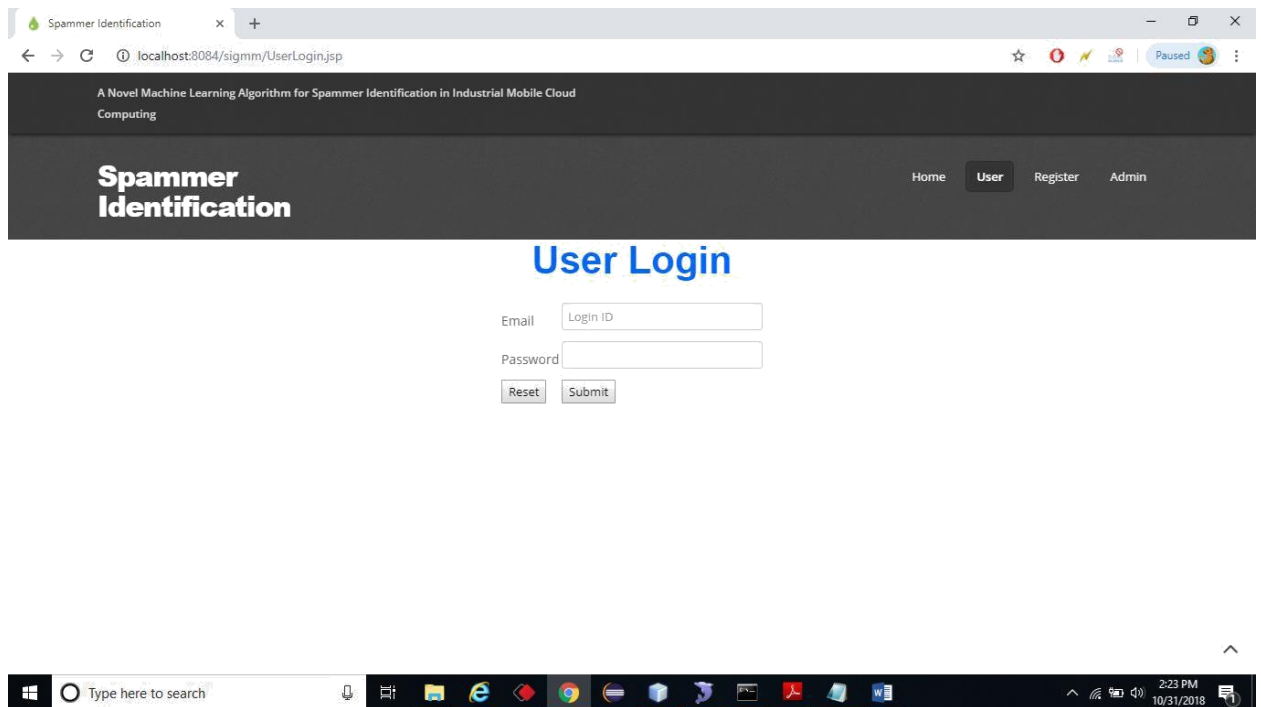 Spammer Identification
localhost:8084/sigmm/UserLogin.jsp
Paused
A Novel Machine Learning Algorithm for Spammer Identification in Industrial Mobile Cloud
Computing
Spammer
Identification
Home User Register Admin
User Login
Email Login ID
Password
Reset Submit
Type here to search
2:23 PM
10/31/2018
1